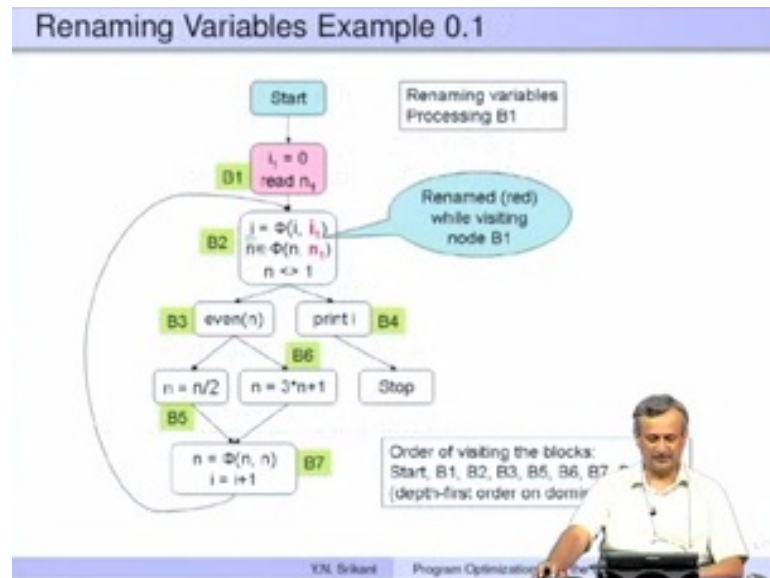 Renaming Variables Example 0.1
Start
Renaming variables
Processing B1
i₁ = 0
read n₁
B1
Renamed (red)
while visiting
node B1
i = Φ(i, i₁)
n = Φ(n, n₁)
n <> 1
B2
B3
even(n)
print i
B4
B6
n = n/2
n = 3*n+1
Stop
B5
n = Φ(n, n)
i = i+1
B7
Order of visiting the blocks:
Start, B1, B2, B3, B5, B6, B7,
(depth-first order on
Y.N. Srikant
Program Optimization